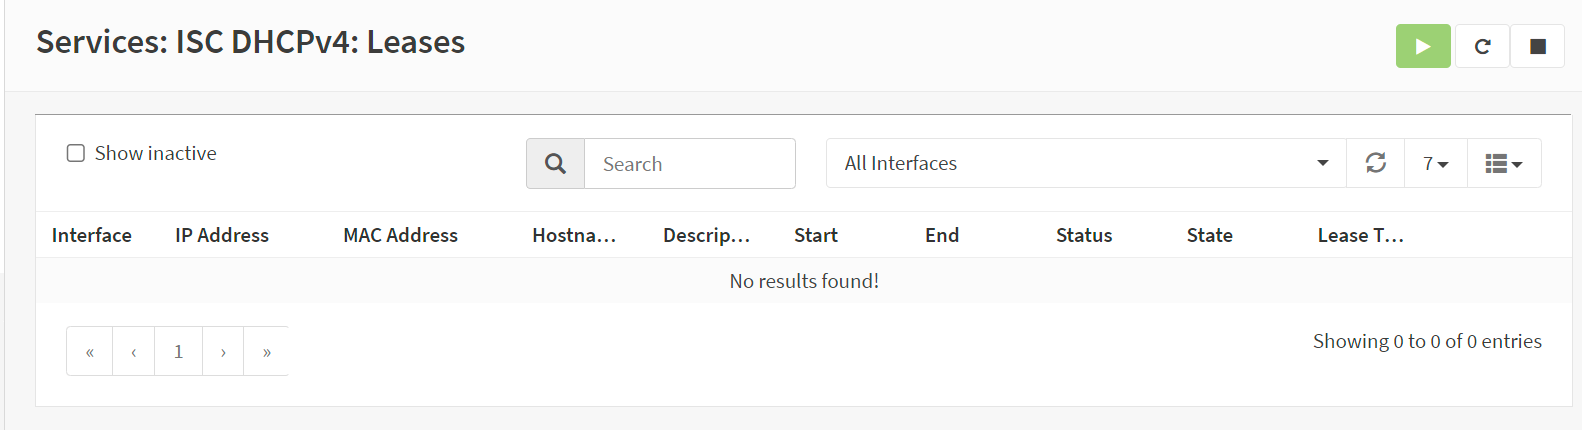 Services: ISC DHCPv4: Leases
Show inactive
Search
All Interfaces
7
Interface IP Address MAC Address Hostna... Descrip... Start End Status State Lease T...
No results found!
« ‹ 1 › »
Showing 0 to 0 of 0 entries